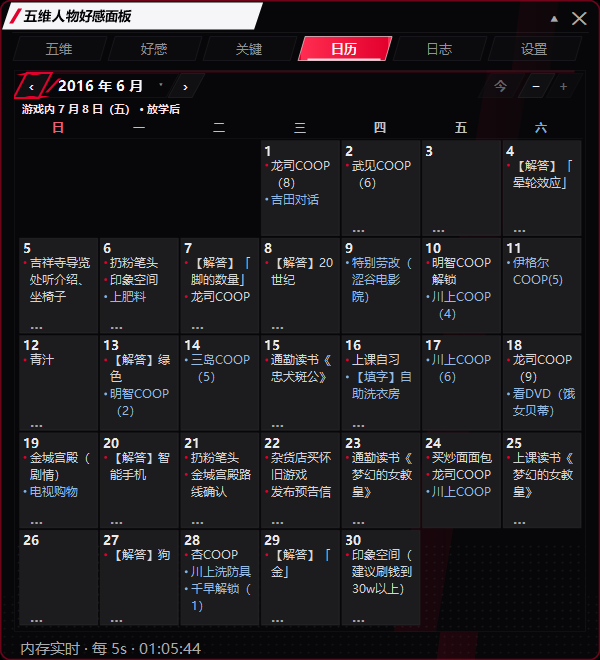 五维人物好感面板
五维
好感
关键
日历
日志
设置
2016 年 6 月
今
游戏内 7 月 8 日（五） • 放学后
日 一 二 三 四 五 六
1
• 龙司COOP
（8）
• 吉田对话
...
2
• 武见COOP
（6）
...
3
...
4
• 【解答】「
晕轮效应」
...
5
• 吉祥寺导览
处听介绍、
坐椅子
...
6
• 扔粉笔头
• 印象空间
• 上肥料
...
7
• 【解答】「
脚的数量」
• 龙司COOP
...
8
• 【解答】20
世纪
...
9
• 特别劳改（
涩谷电影
院）
...
10
• 明智COOP
解锁
• 川上COOP
（4）
...
11
• 伊格尔
COOP(5)
...
12
• 青汁
...
13
• 【解答】绿
色
• 明智COOP
（2）
...
14
• 三岛COOP
（5）
...
15
• 通勤读书《
忠犬斑公》
...
16
• 上课自习
• 【填字】自
助洗衣房
...
17
• 川上COOP
（6）
...
18
• 龙司COOP
（9）
• 看DVD（饿
女贝蒂）
...
19
• 金城宫殿（
剧情）
• 电视购物
...
20
• 【解答】智
能手机
...
21
• 扔粉笔头
• 金城宫殿路
线确认
...
22
• 杂货店买怀
旧游戏
• 发布预告信
...
23
• 通勤读书《
梦幻的女教
皇》
...
24
• 买炒面面包
• 龙司COOP
• 川上COOP
...
25
• 上课读书《
梦幻的女教
皇》
...
26
...
27
• 【解答】狗
...
28
• 杏COOP
• 川上洗防具
• 千早解锁（
1）
...
29
• 【解答】「
金」
...
30
• 印象空间（
建议刷钱到
30w以上）
...
内存实时 · 每 5s · 01:05:44